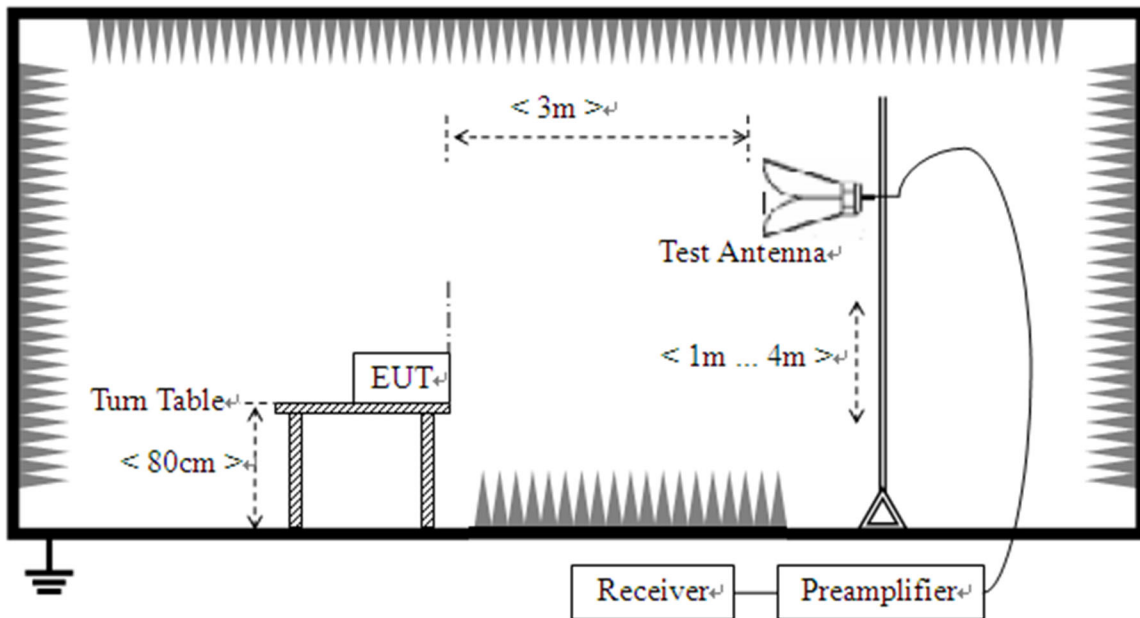 < 3m >↵
Test Antenna↵
< 1m ... 4m >↵
EUT↵
Turn Table↵
< 80cm >↵
Receiver↵
Preamplifier↵